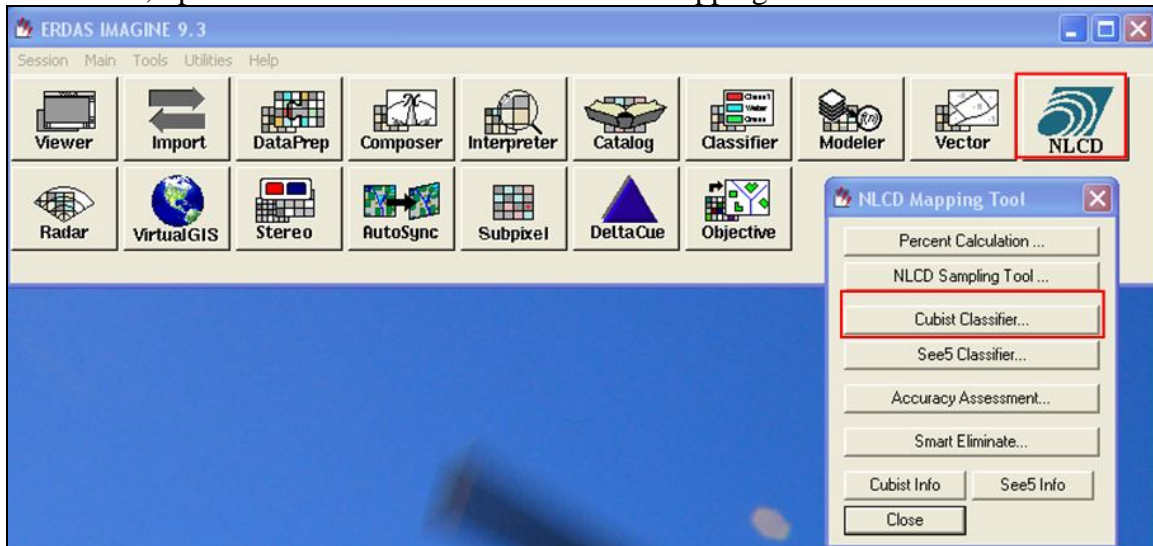 ERDAS IMAGINE 9.3
Session Main Tools Utilities Help
Viewer Import DataPrep Composer Interpreter Catalog Classifier Modeler Vector NLCD
Radar VirtualGIS Stereo AutoSync Subpixel DeltaCue Objective
NLCD Mapping Tool
Percent Calculation ...
NLCD Sampling Tool ...
Cubist Classifier...
See5 Classifier...
Accuracy Assessment...
Smart Eliminate...
Cubist Info See5 Info
Close